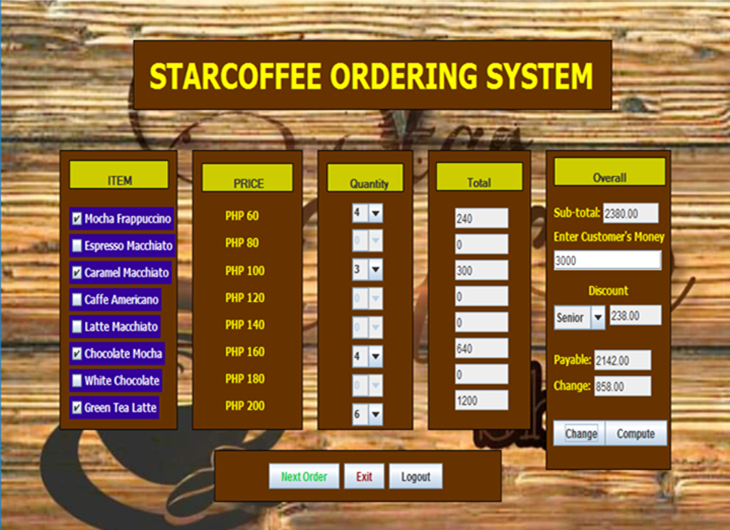 STARCOFFEE ORDERING SYSTEM
ITEM
Mocha Frappuccino
Espresso Macchiato
Caramel Macchiato
Caffe Americano
Latte Macchiato
Chocolate Mocha
White Chocolate
Green Tea Latte
PRICE
PHP 60
PHP 80
PHP 100
PHP 120
PHP 140
PHP 160
PHP 180
PHP 200
Quantity
4
0
3
0
0
4
0
6
Total
240
0
300
0
0
640
0
1200
Overall
Sub-total: 2380.00
Enter Customer's Money
3000
Discount
Senior 238.00
Payable: 2142.00
Change: 858.00
Change Compute
Next Order Exit Logout